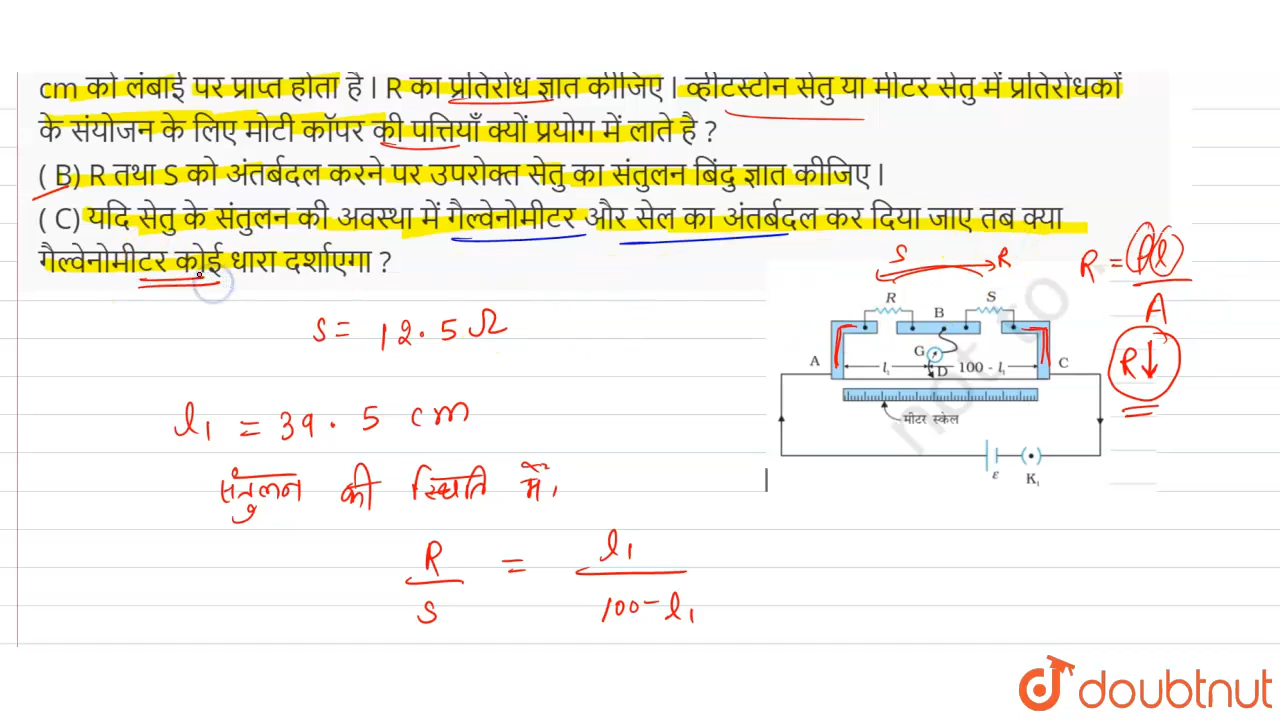 cm को लंबाई पर प्राप्त होता है । R का प्रतिरोध ज्ञात कीजिए । व्हीटस्टोन सेतु या मीटर सेतु में प्रतिरोधकों
के संयोजन के लिए मोटी कॉपर की पत्तियाँ क्यों प्रयोग में लाते है ?
( B) R तथा S को अंतर्बदल करने पर उपरोक्त सेतु का संतुलन बिंदु ज्ञात कीजिए ।
( C) यदि सेतु के संतुलन की अवस्था में गैल्वेनोमीटर और सेल का अंतर्बदल कर दिया जाए तब क्या
गैल्वेनोमीटर कोई धारा दर्शाएगा ?
S R
R = ρl
A
R↓
R B S
G
A l₁ D 100 - l₁ C
मीटर स्केल
ε K₁
not to
S = 12.5 Ω
l₁ = 39.5 cm
संतुलन की स्थिति में,
R = l₁
S 100-l₁
doubtnut